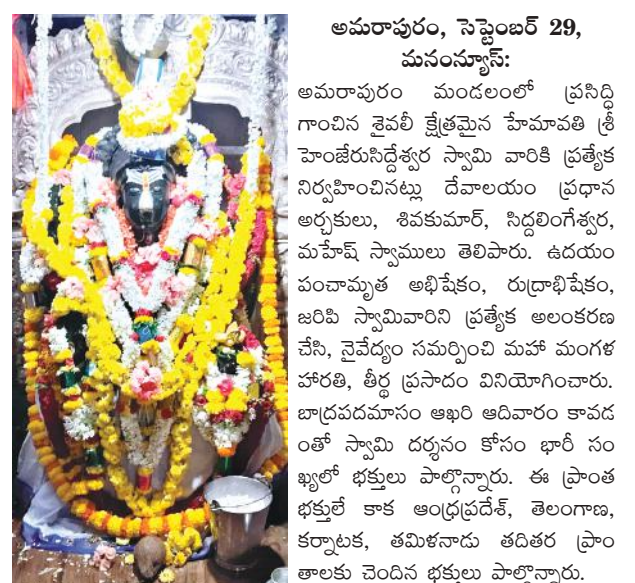 అమరాపురం, సెప్టెంబర్ 29,
మనంన్యూస్:
అమరాపురం మండలంలో ప్రసిద్ధి
గాంచిన శైవలీ క్షేత్రమైన హేమావతి శ్రీ
హెంజేరుసిద్దేశ్వర స్వామి వారికి ప్రత్యేక
నిర్వహించినట్లు దేవాలయం ప్రధాన
అర్చకులు, శివకుమార్, సిద్దలింగేశ్వర,
మహేష్ స్వాములు తెలిపారు. ఉదయం
పంచామృత అభిషేకం, రుద్రాభిషేకం,
జరిపి స్వామివారిని ప్రత్యేక అలంకరణ
చేసి, నైవేద్యం సమర్పించి మహా మంగళ
హారతి, తీర్థ ప్రసాదం వినియోగించారు.
బాద్రపదమాసం ఆఖరి ఆదివారం కావడ
ంతో స్వామి దర్శనం కోసం భారీ సం
ఖ్యలో భక్తులు పాల్గొన్నారు. ఈ ప్రాంత
భక్తులే కాక ఆంధ్రప్రదేశ్, తెలంగాణ,
కర్ణాటక, తమిళనాడు తదితర ప్రాం
తాలకు చెందిన భక్తులు పాల్గొన్నారు.